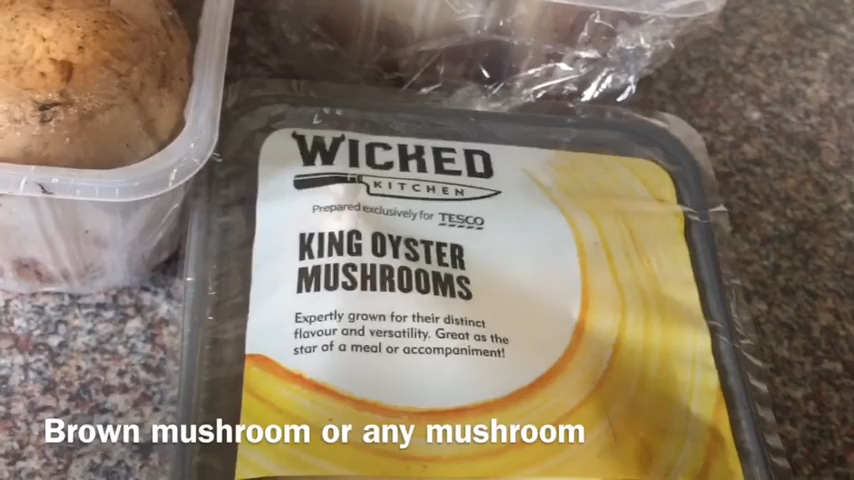 WICKED
KITCHEN
Prepared exclusively for TESCO
KING OYSTER
MUSHROOMS
Expertly grown for their distinct
flavour and versatility. Great as the
star of a meal or accompaniment!
Brown mushroom or any mushroom